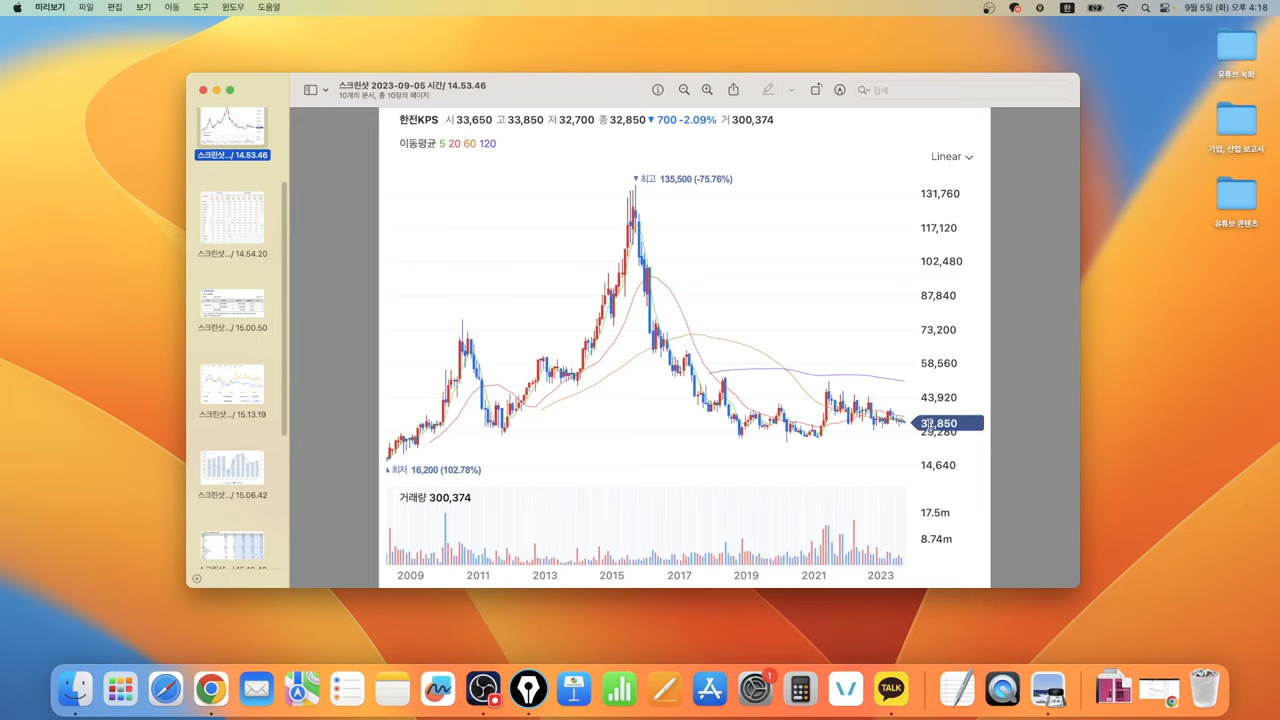 미리보기 파일 편집 보기 이동 도구 윈도우 도움말
한 9월 5일 (화) 오후 4:18
스크린샷 2023-09-05 시간/ 14.53.46
10개의 문서, 총 10장의 페이지
검색
유튜브 녹화
기업, 산업 보고서
유튜브 콘텐츠
스크린샷.../ 14.53.46
스크린샷.../ 14.54.20
스크린샷.../ 15.00.50
스크린샷.../ 15.13.19
스크린샷.../ 15.06.42
한전KPS 시 33,650 고 33,850 저 32,700 종 32,850 ▼ 700 -2.09% 거 300,374
이동평균 5 20 60 120
Linear
▼최고 135,500 (-75.76%)
131,760
117,120
102,480
87,840
73,200
58,560
43,920
32,850
29,280
14,640
▲최저 16,200 (102.78%)
거래량 300,374
17.5m
8.74m
2009 2011 2013 2015 2017 2019 2021 2023
1
TALK